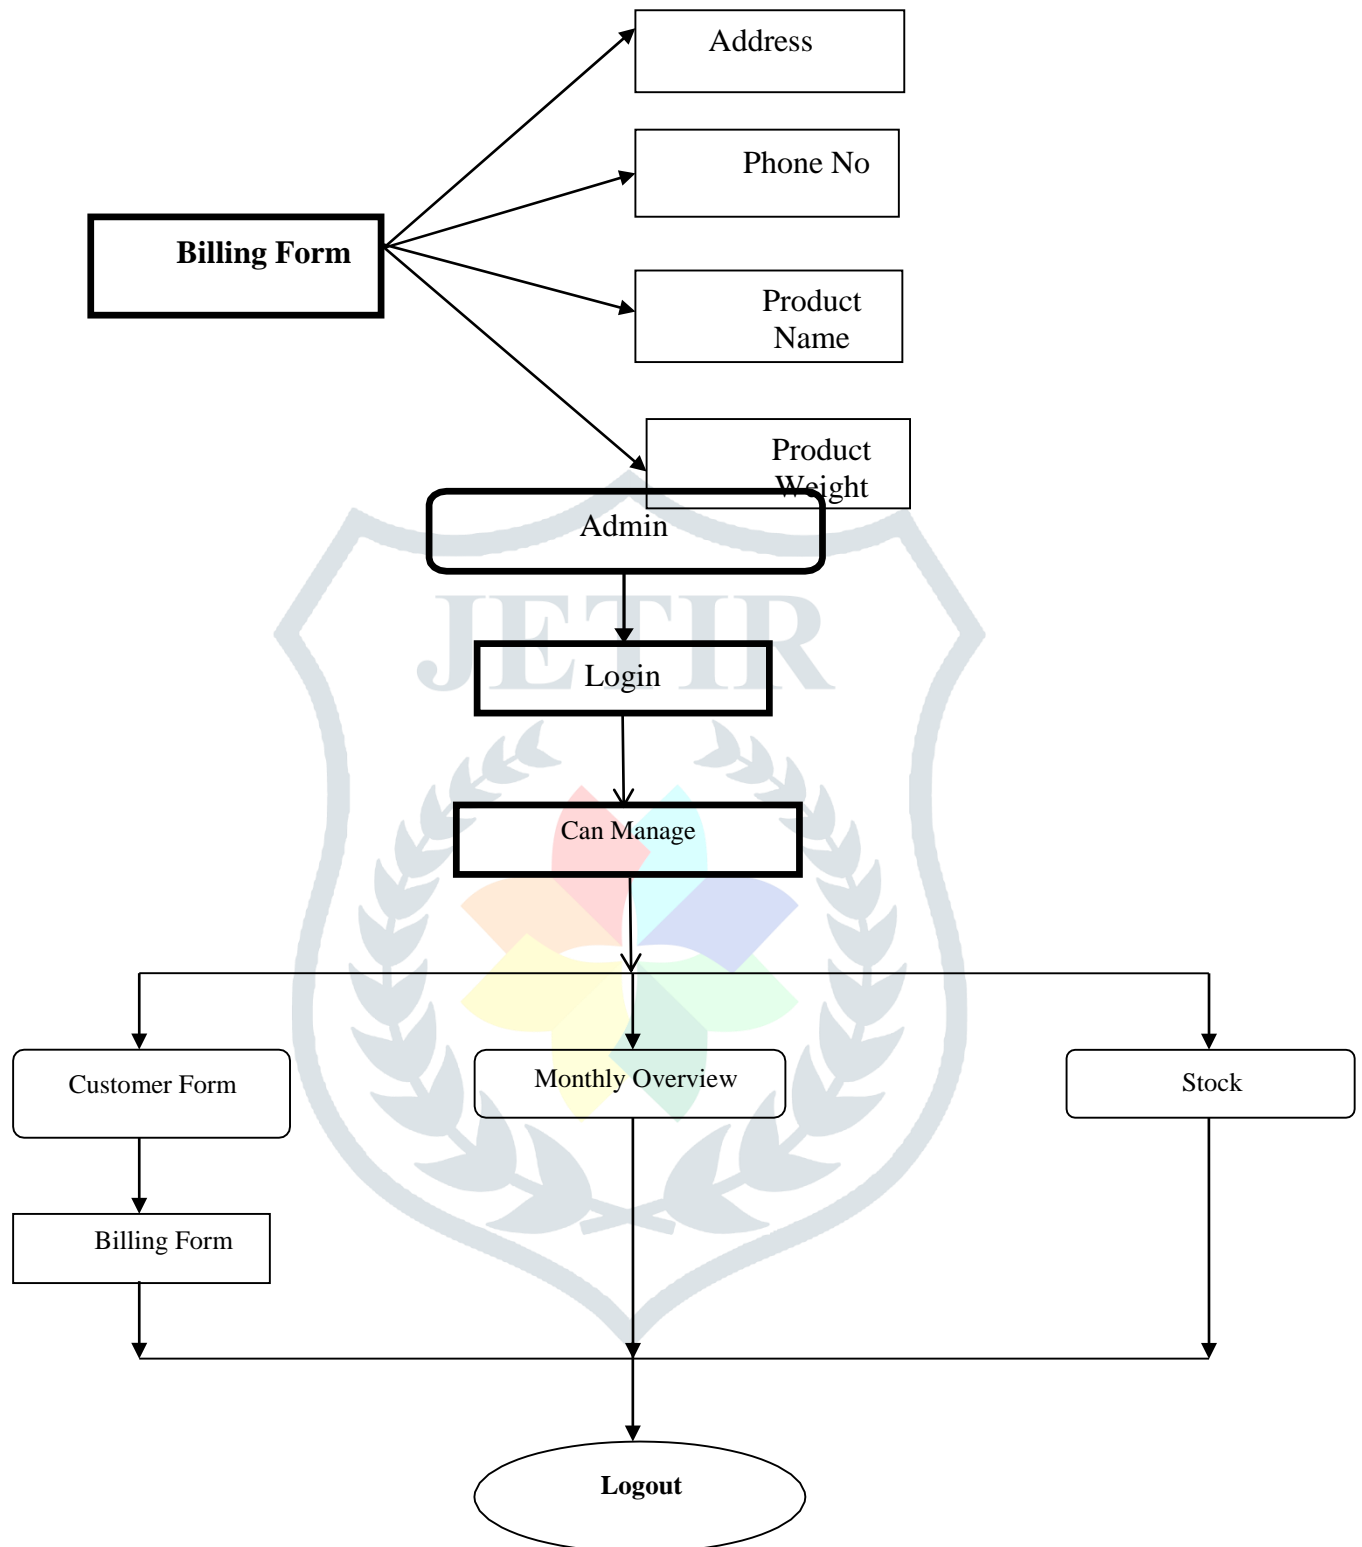 Address
Phone No
Billing Form
Product
Name
Product
Weight
Admin
JETIR
Login
Can Manage
Customer Form
Monthly Overview
Stock
Billing Form
Logout